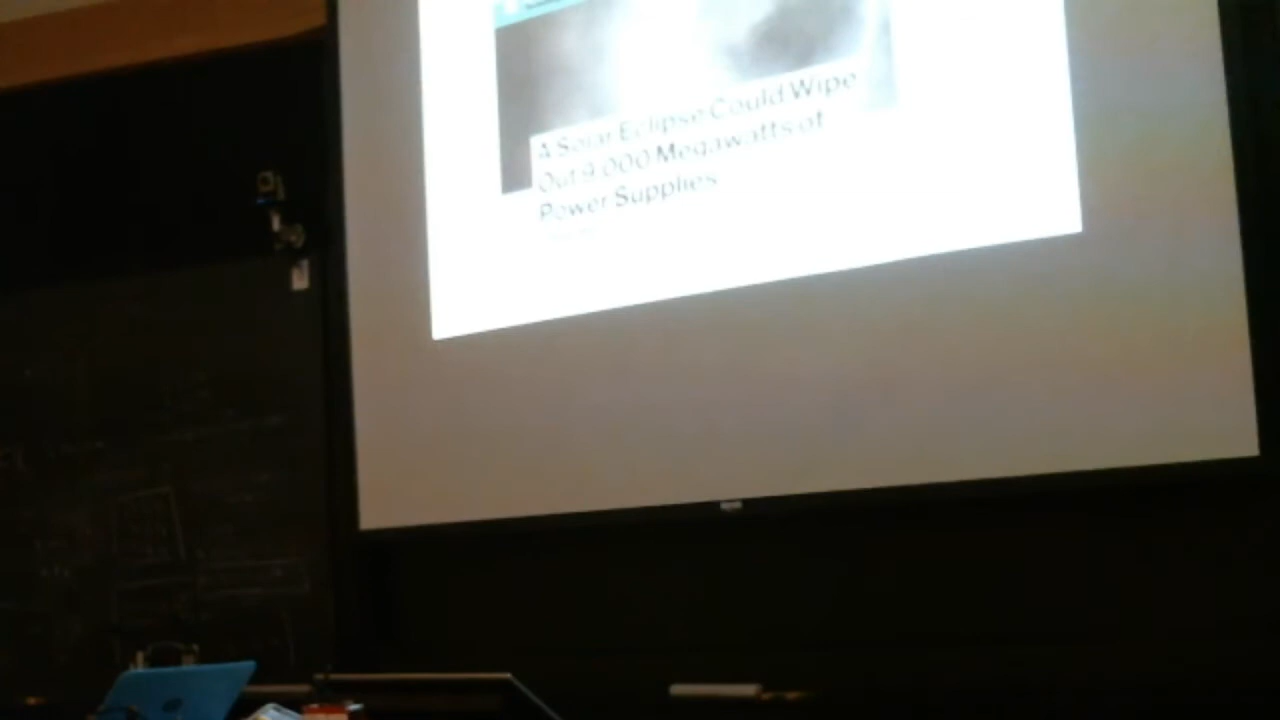 A Solar Eclipse Could Wipe
Out 9,000 Megawatts of
Power Supplies